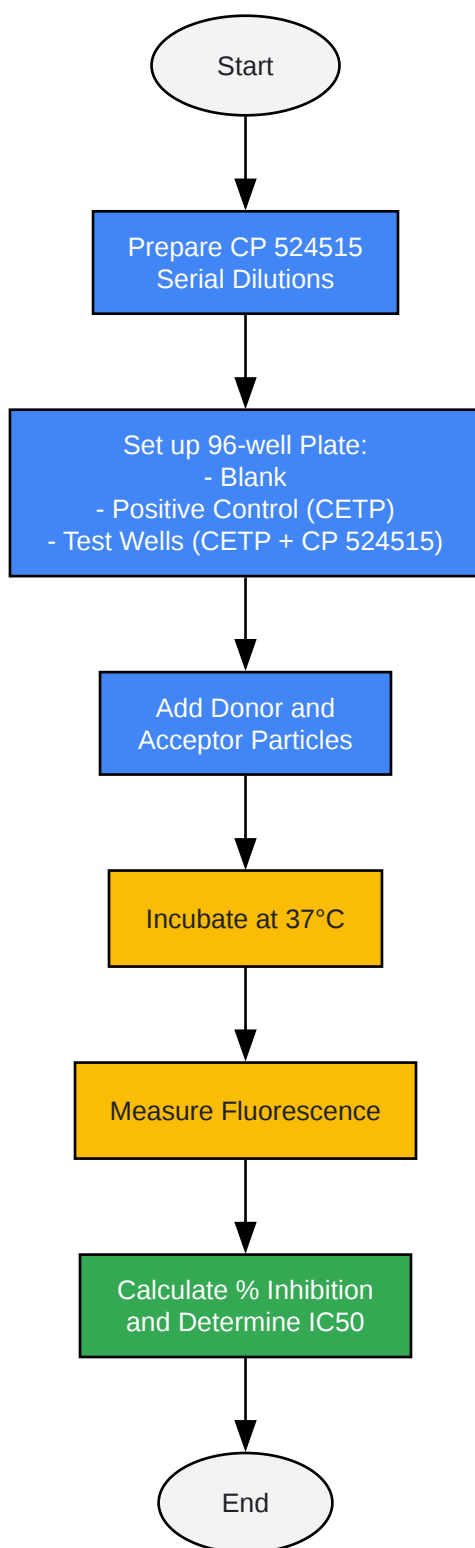 Start
Prepare CP 524515
Serial Dilutions
Set up 96-well Plate:
- Blank
- Positive Control (CETP)
- Test Wells (CETP + CP 524515)
Add Donor and
Acceptor Particles
Incubate at 37°C
Measure Fluorescence
Calculate % Inhibition
and Determine IC50
End